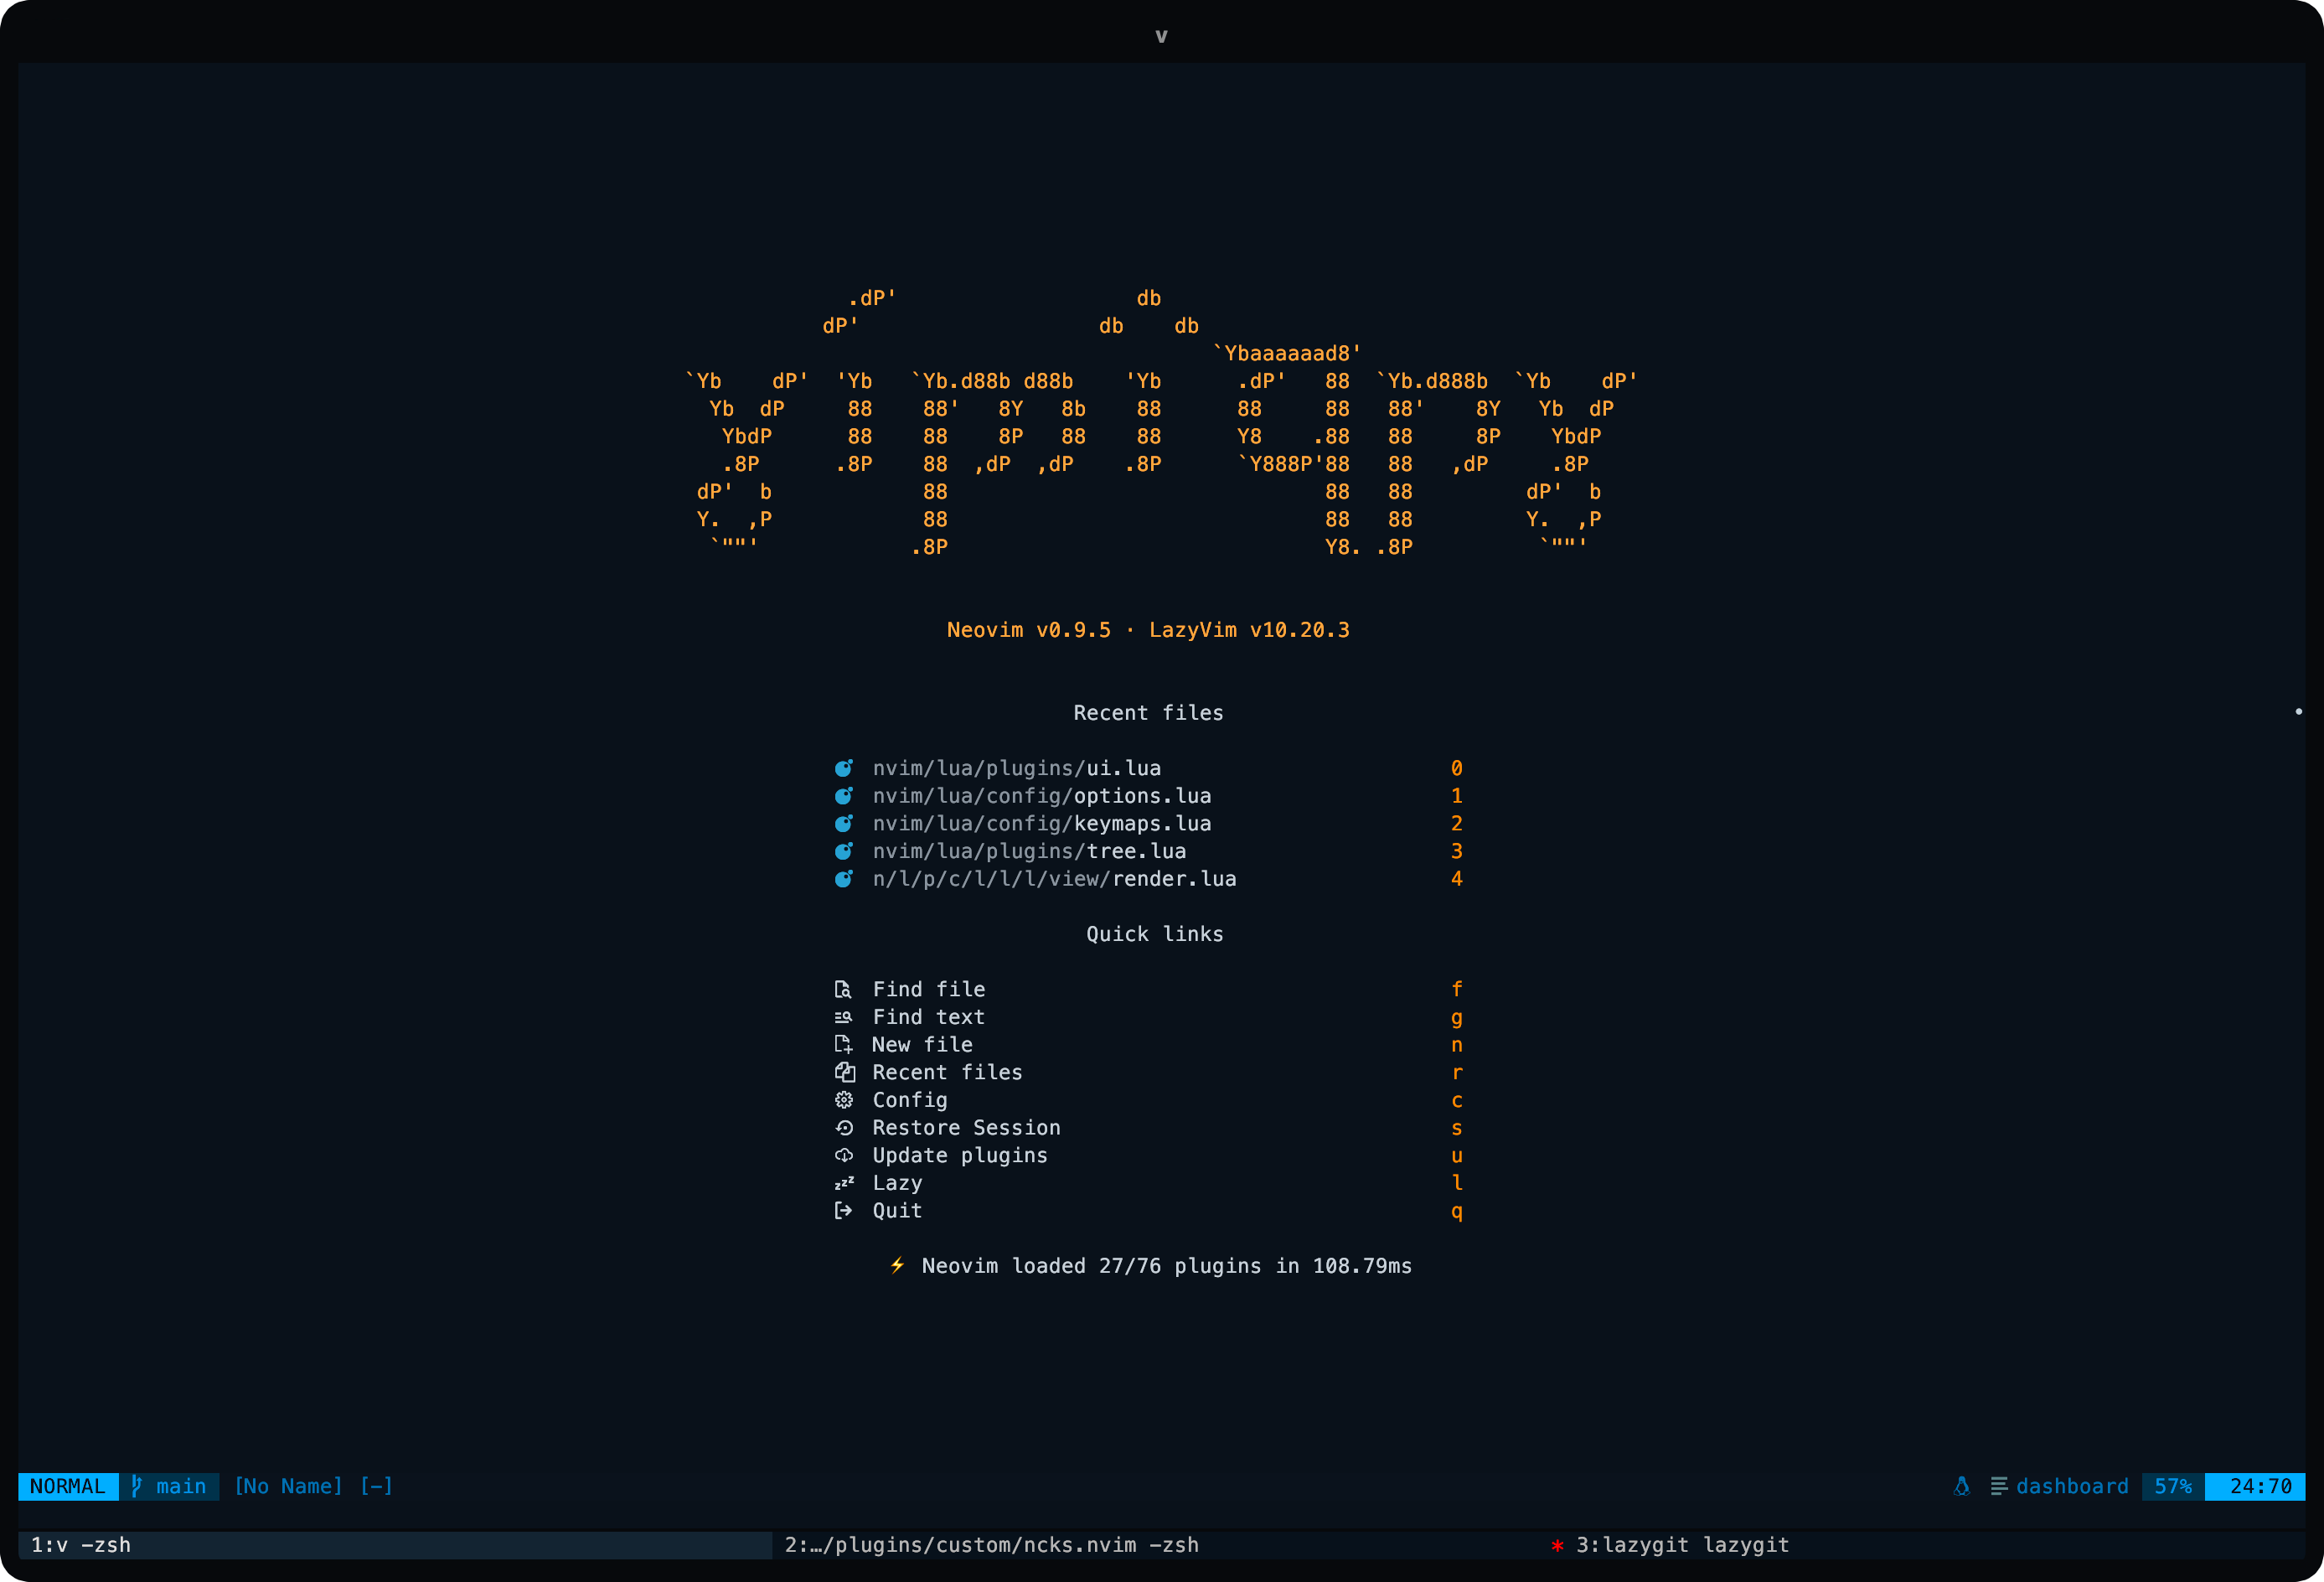 v
.dP'                   db
dP'                   db    db
`Ybaaaaaad8'
`Yb    dP'  'Yb   `Yb.d88b d88b    'Yb      .dP'   88  `Yb.d888b  `Yb    dP'
Yb  dP     88    88'   8Y   8b    88      88     88   88'    8Y   Yb  dP
YbdP      88    88    8P   88    88      Y8    .88   88     8P    YbdP
.8P      .8P    88  ,dP  ,dP    .8P      `Y888P'88   88   ,dP     .8P
dP'  b            88                              88   88         dP'  b
Y.  ,P            88                              88   88         Y.  ,P
`""'            .8P                              Y8. .8P          `""'
Neovim v0.9.5 · LazyVim v10.20.3
Recent files
nvim/lua/plugins/ui.lua 0
nvim/lua/config/options.lua 1
nvim/lua/config/keymaps.lua 2
nvim/lua/plugins/tree.lua 3
n/l/p/c/l/l/l/view/render.lua 4
Quick links
Find file f
Find text g
New file n
Recent files r
Config c
Restore Session s
Update plugins u
zzz Lazy l
Quit q
⚡ Neovim loaded 27/76 plugins in 108.79ms
NORMAL main [No Name] [-] dashboard 57% 24:70
1:v -zsh 2:…/plugins/custom/ncks.nvim -zsh * 3:lazygit lazygit